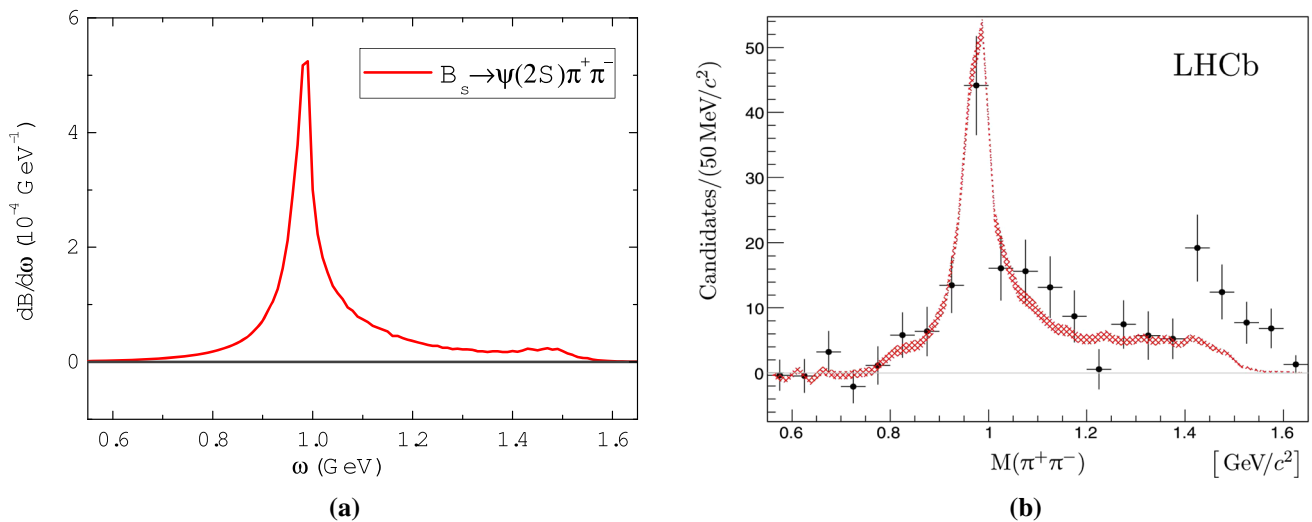 6
4
2
0
0.6
0.8
1.0
1.2
1.4
1.6
dB/dω (10⁻⁴ GeV⁻¹)
ω (GeV)
B_s→ψ(2S)π⁺π⁻
(a)
50
40
30
20
10
0
0.6
0.8
1
1.2
1.4
1.6
Candidates/(50 MeV/c²)
M(π⁺π⁻)
[GeV/c²]
LHCb
(b)